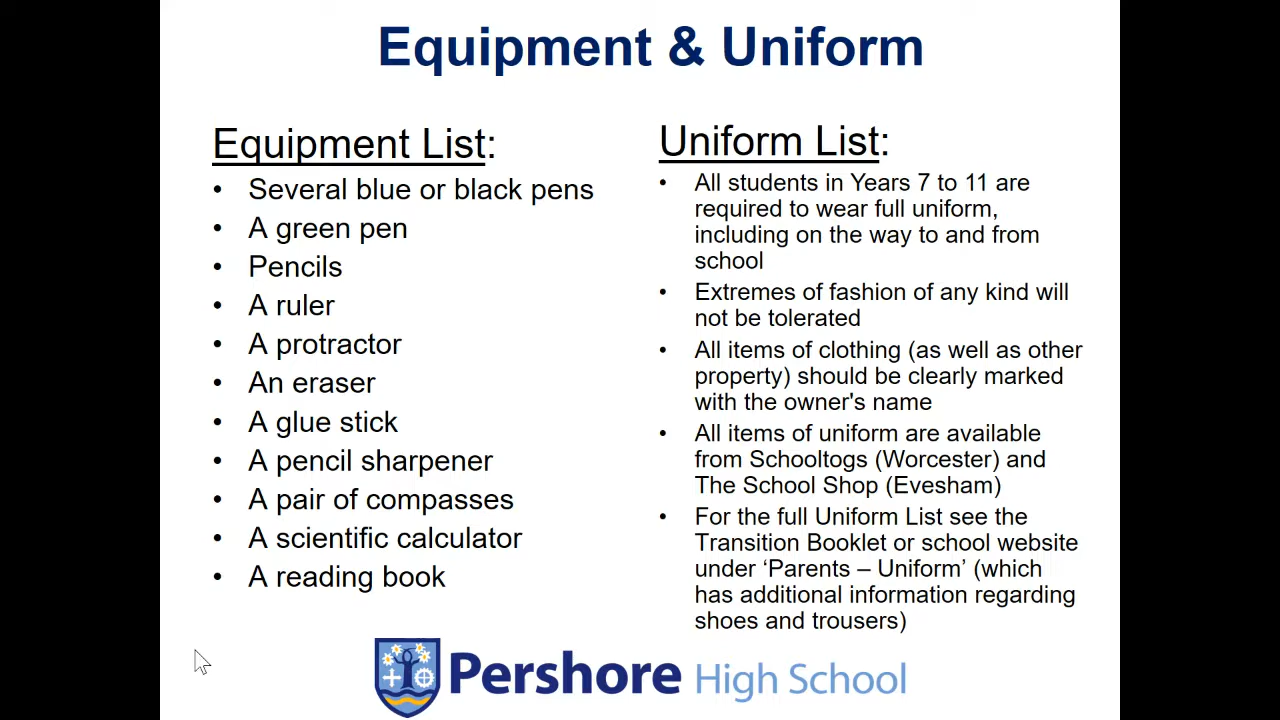 Equipment & Uniform
Equipment List:
• Several blue or black pens
• A green pen
• Pencils
• A ruler
• A protractor
• An eraser
• A glue stick
• A pencil sharpener
• A pair of compasses
• A scientific calculator
• A reading book
Uniform List:
• All students in Years 7 to 11 are
required to wear full uniform,
including on the way to and from
school
• Extremes of fashion of any kind will
not be tolerated
• All items of clothing (as well as other
property) should be clearly marked
with the owner's name
• All items of uniform are available
from Schooltogs (Worcester) and
The School Shop (Evesham)
• For the full Uniform List see the
Transition Booklet or school website
under ‘Parents – Uniform’ (which
has additional information regarding
shoes and trousers)
Pershore High School